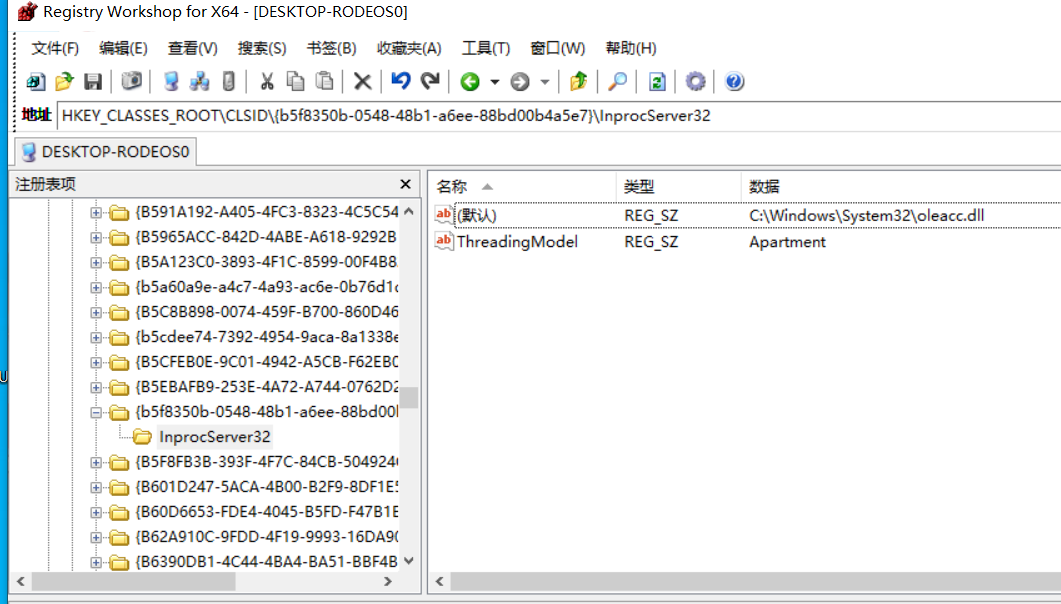 Registry Workshop for X64 - [DESKTOP-RODEOS0]
文件(F) 编辑(E) 查看(V) 搜索(S) 书签(B) 收藏夹(A) 工具(T) 窗口(W) 帮助(H)
地址 HKEY_CLASSES_ROOT\CLSID\{b5f8350b-0548-48b1-a6ee-88bd00b4a5e7}\InprocServer32
DESKTOP-RODEOS0
注册表项
{B591A192-A405-4FC3-8323-4C5C54
{B5965ACC-842D-4ABE-A618-9292B
{B5A123C0-3893-4F1C-8599-00F4B8
{b5a60a9e-a4c7-4a93-ac6e-0b76d1
{B5C8B898-0074-459F-B700-860D46
{b5cdee74-7392-4954-9aca-8a1338e
{B5CFEB0E-9C01-4942-A5CB-F62EB0
{B5EBAFB9-253E-4A72-A744-0762D2
{b5f8350b-0548-48b1-a6ee-88bd00
InprocServer32
{B5F8FB3B-393F-4F7C-84CB-504924
{B601D247-5ACA-4B00-B2F9-8DF1E5
{B60D6653-FDE4-4045-B5FD-F47B1E
{B62A910C-9FDD-4F19-9993-16DA90
{B6390DB1-4C44-4BA4-BA51-BBF4B
名称 类型 数据
(默认) REG_SZ C:\Windows\System32\oleacc.dll
ThreadingModel REG_SZ Apartment